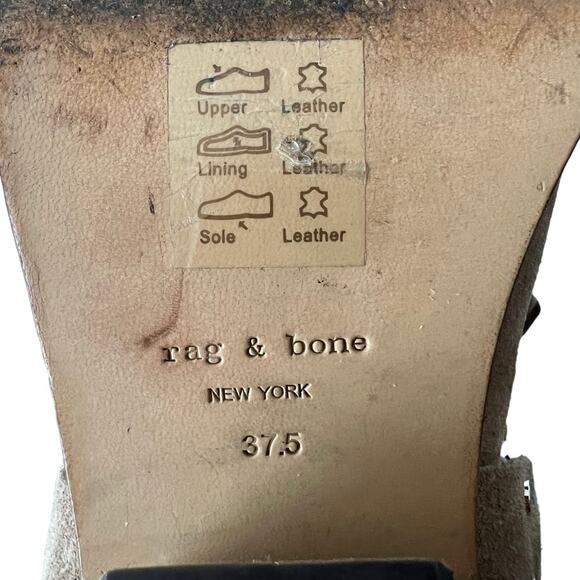 Upper Leather
Lining Leather
Sole Leather
rag & bone
NEW YORK
37.5